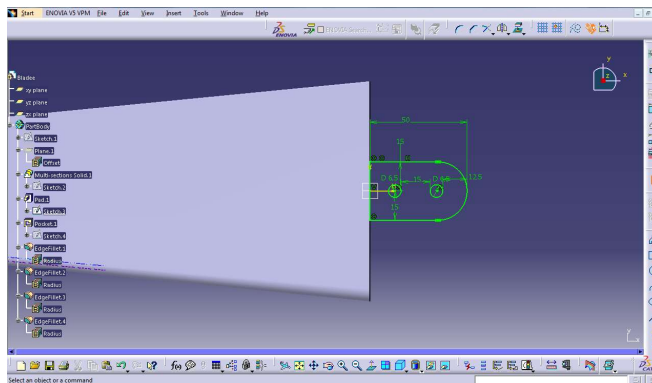 Start ENOVIA V5 VPM File Edit View Insert Tools Window Help
ENOVIA
Blades
xy plane
yz plane
zx plane
PartBody
Sketch.1
Plane.1
Offset
Multi-sections Solid.1
Sketch.2
Pad.1
Sketch.3
Pocket.1
Sketch.4
EdgeFillet.1
Radius
EdgeFillet.2
Radius
EdgeFillet.3
Radius
EdgeFillet.4
Radius
y
x
z
50
15
D 6.5
15
12.5
15
Select an object or a command